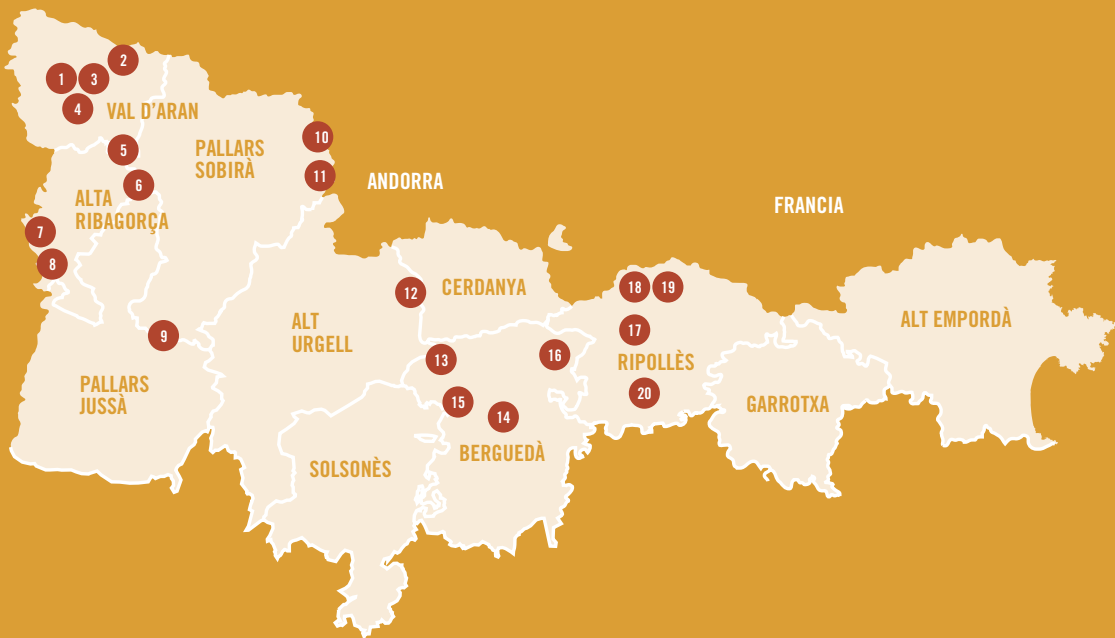 2
1
3
4
VAL D'ARAN
10
PALLARS
SOBIRÀ
5
11
6
ANDORRA
ALTA
RIBAGORÇA
FRANCIA
7
8
12
CERDANYA
18
19
ALT EMPORDÀ
ALT
URGELL
17
9
13
16
RIPOLLÈS
PALLARS
JUSSÀ
15
14
20
GARROTXA
BERGUEDÀ
SOLSONÈS